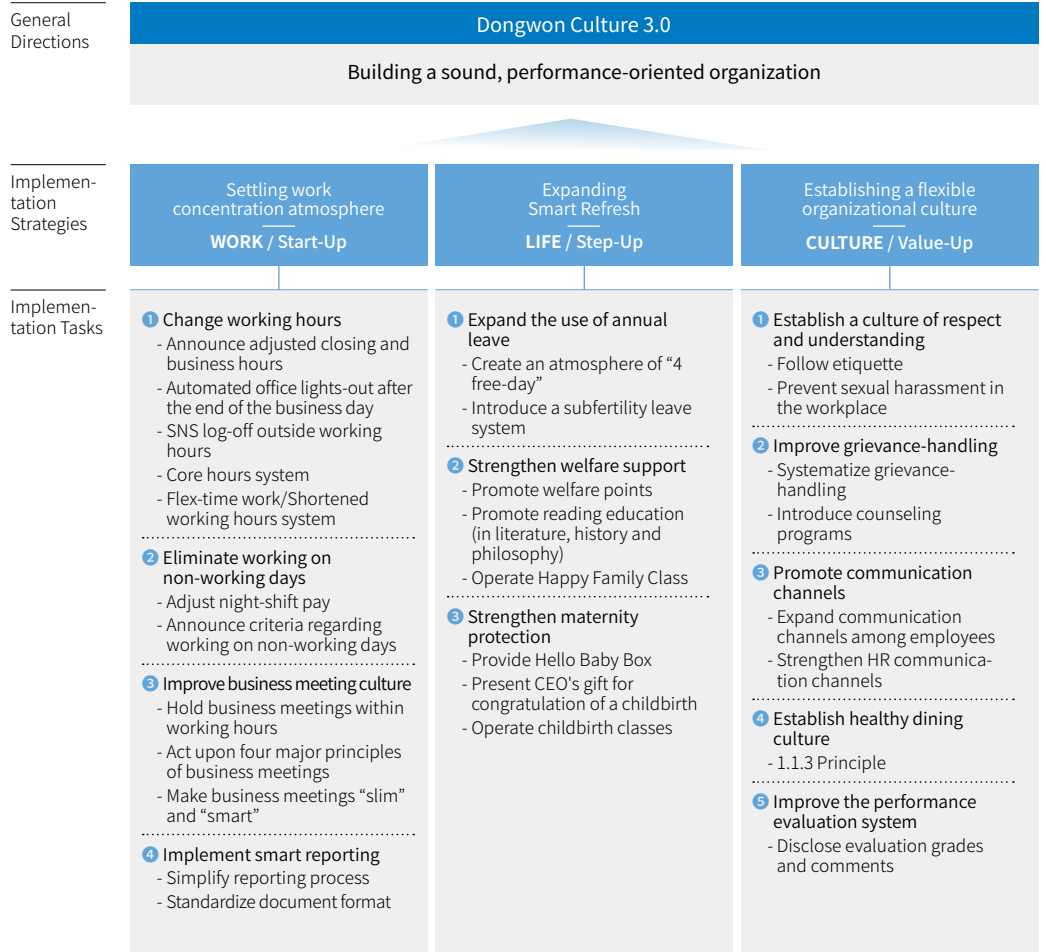 General
Directions
Dongwon Culture 3.0
Building a sound, performance-oriented organization
Implemen-
tation
Strategies
Settling work
concentration atmosphere
WORK / Start-Up
Expanding
Smart Refresh
LIFE / Step-Up
Establishing a flexible
organizational culture
CULTURE / Value-Up
Implemen-
tation Tasks
❶ Change working hours
- Announce adjusted closing and
business hours
- Automated office lights-out after
the end of the business day
- SNS log-off outside working
hours
- Core hours system
- Flex-time work/Shortened
working hours system
❷ Eliminate working on
non-working days
- Adjust night-shift pay
- Announce criteria regarding
working on non-working days
❸ Improve business meeting culture
- Hold business meetings within
working hours
- Act upon four major principles
of business meetings
- Make business meetings “slim”
and “smart”
❹ Implement smart reporting
- Simplify reporting process
- Standardize document format
❶ Expand the use of annual
leave
- Create an atmosphere of “4
free-day”
- Introduce a subfertility leave
system
❷ Strengthen welfare support
- Promote welfare points
- Promote reading education
(in literature, history and
philosophy)
- Operate Happy Family Class
❸ Strengthen maternity
protection
- Provide Hello Baby Box
- Present CEO's gift for
congratulation of a childbirth
- Operate childbirth classes
❶ Establish a culture of respect
and understanding
- Follow etiquette
- Prevent sexual harassment in
the workplace
❷ Improve grievance-handling
- Systematize grievance-
handling
- Introduce counseling
programs
❸ Promote communication
channels
- Expand communication
channels among employees
- Strengthen HR communica-
tion channels
❹ Establish healthy dining
culture
- 1.1.3 Principle
❺ Improve the performance
evaluation system
- Disclose evaluation grades
and comments